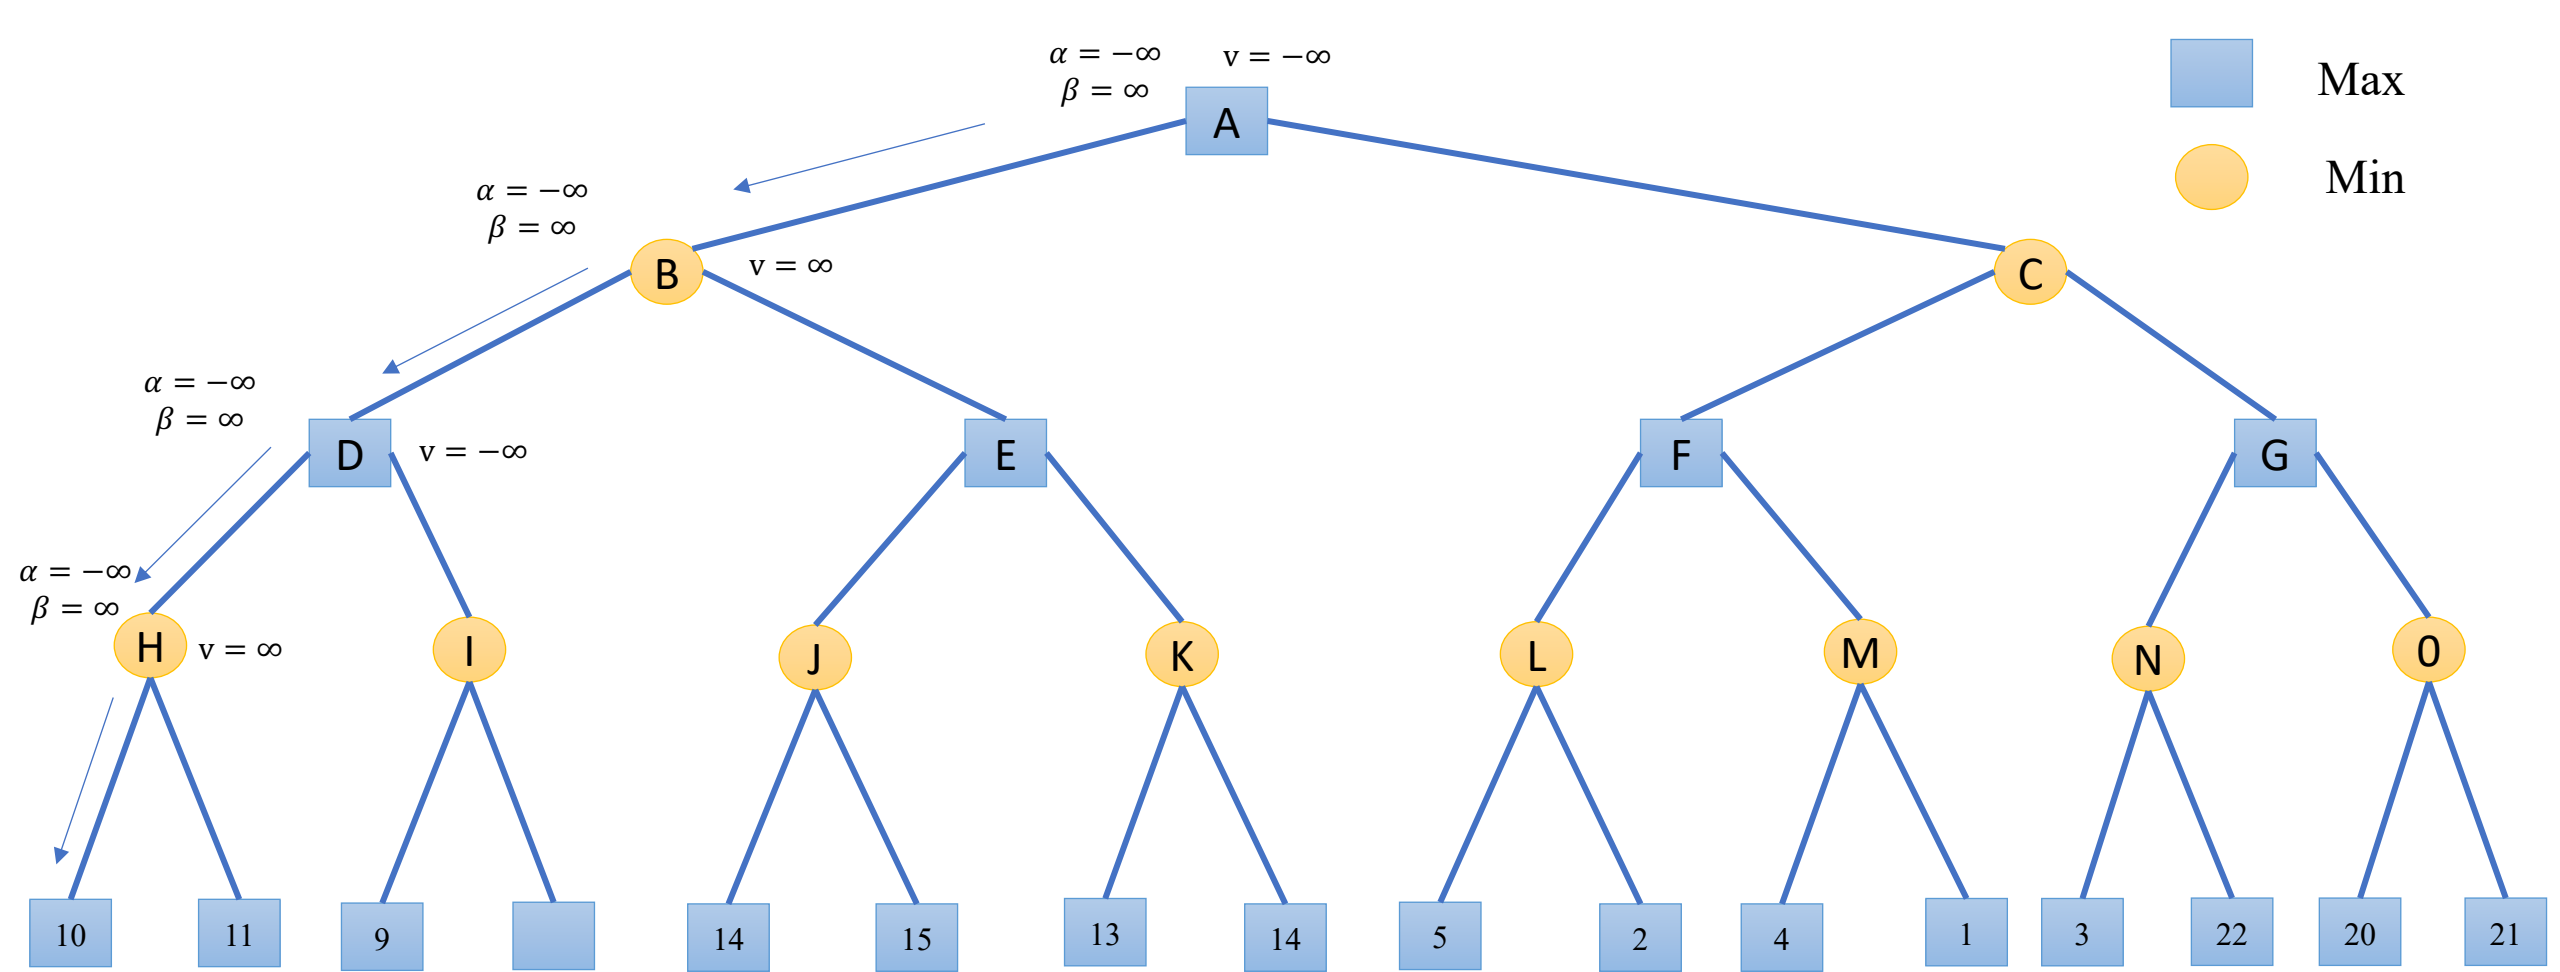 α = −∞ v = −∞
β = ∞
A
Max
Min
α = −∞
β = ∞
B
v = ∞
C
α = −∞
β = ∞
D
v = −∞
E
F
G
α = −∞
β = ∞
H
v = ∞
I
J
K
L
M
N
0
10
11
9
14
15
13
14
5
2
4
1
3
22
20
21